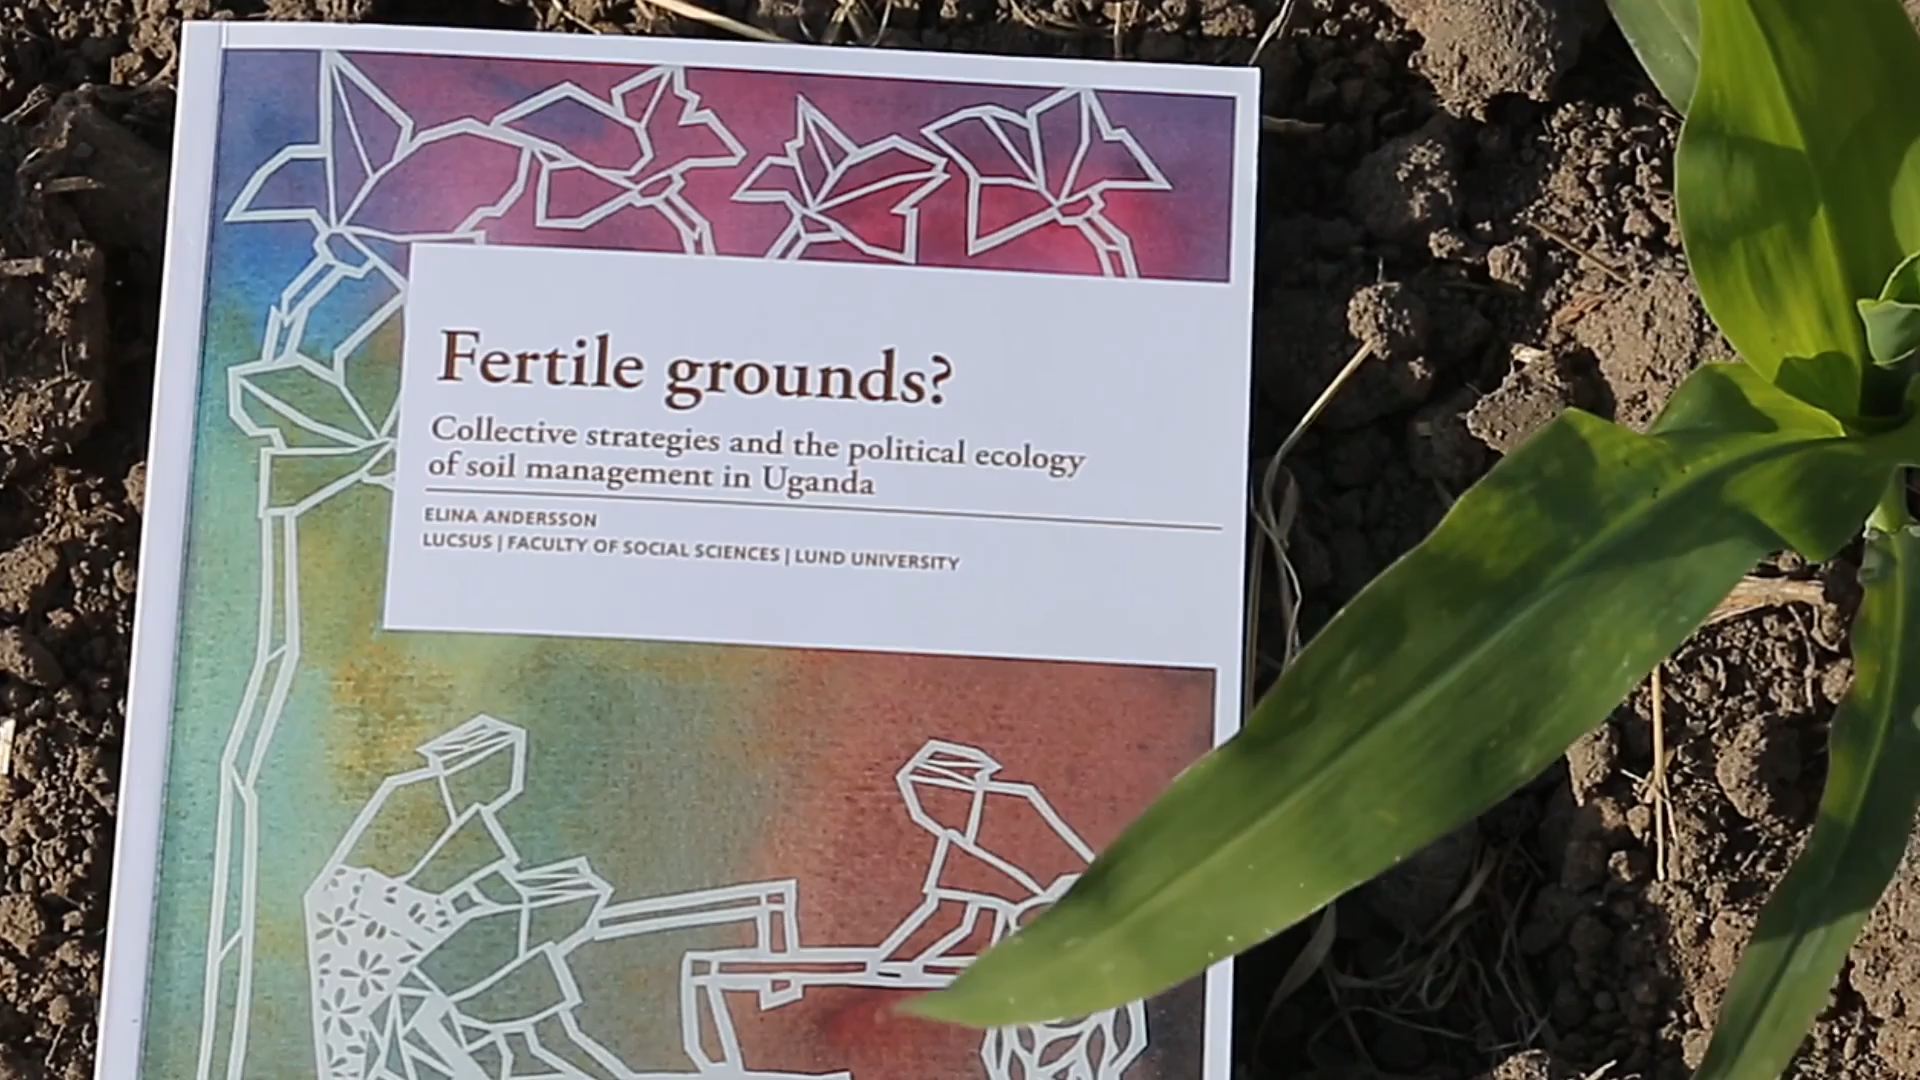 Fertile grounds?
Collective strategies and the political ecology
of soil management in Uganda
ELINA ANDERSSON
LUCSUS | FACULTY OF SOCIAL SCIENCES | LUND UNIVERSITY